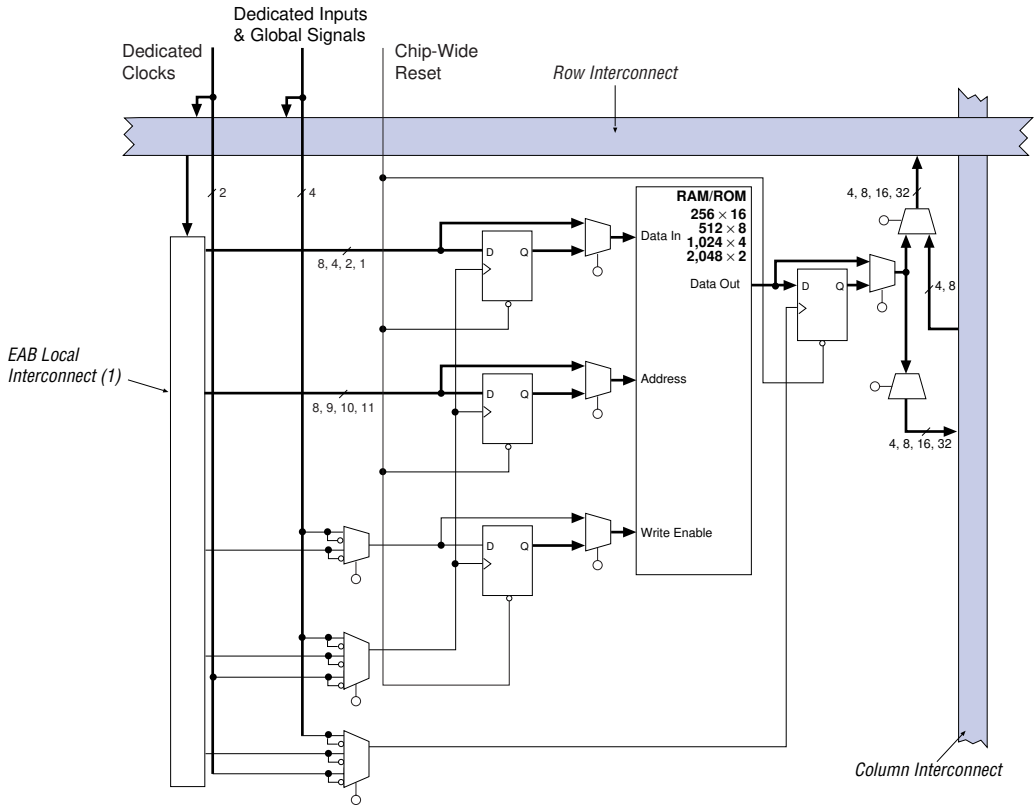 Dedicated Inputs
& Global Signals
Dedicated
Clocks
Chip-Wide
Reset
Row Interconnect
2
4
4, 8, 16, 32
RAM/ROM
256 × 16
512 × 8
1,024 × 4
2,048 × 2
Data In
D
Q
8, 4, 2, 1
Data Out
D
Q
4, 8
EAB Local
Interconnect (1)
D
Q
Address
8, 9, 10, 11
4, 8, 16, 32
D
Q
Write Enable
Column Interconnect